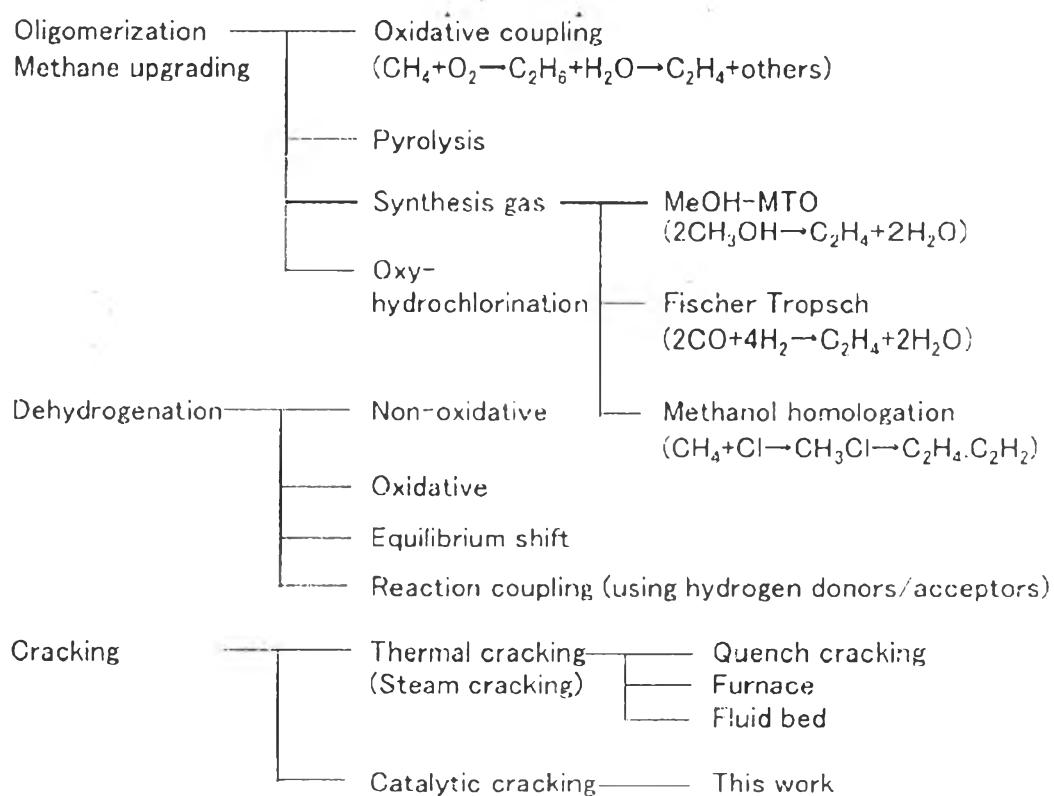 Oligomerization
Methane upgrading
Oxidative coupling
(CH₄+O₂→C₂H₆+H₂O→C₂H₄+others)
Pyrolysis
Synthesis gas
MeOH-MTO
(2CH₃OH→C₂H₄+2H₂O)
Oxy-
hydrochlorination
Fischer Tropsch
(2CO+4H₂→C₂H₄+2H₂O)
Methanol homologation
(CH₄+Cl→CH₃Cl→C₂H₄.C₂H₂)
Dehydrogenation
Non-oxidative
Oxidative
Equilibrium shift
Reaction coupling (using hydrogen donors/acceptors)
Cracking
Thermal cracking
(Steam cracking)
Quench cracking
Furnace
Fluid bed
Catalytic cracking
This work